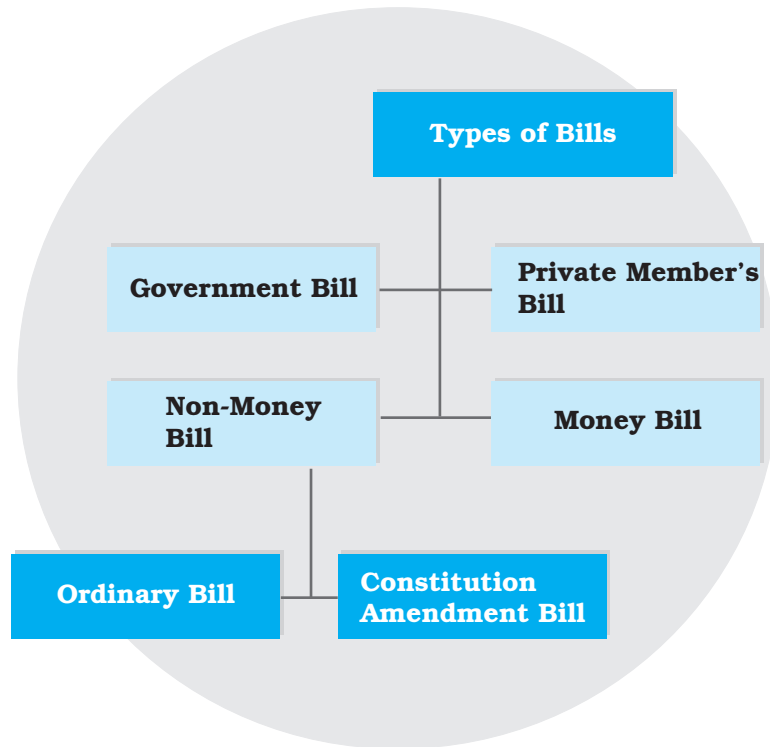 Types of Bills
Government Bill
Private Member's
Bill
Non-Money
Bill
Money Bill
Ordinary Bill
Constitution
Amendment Bill